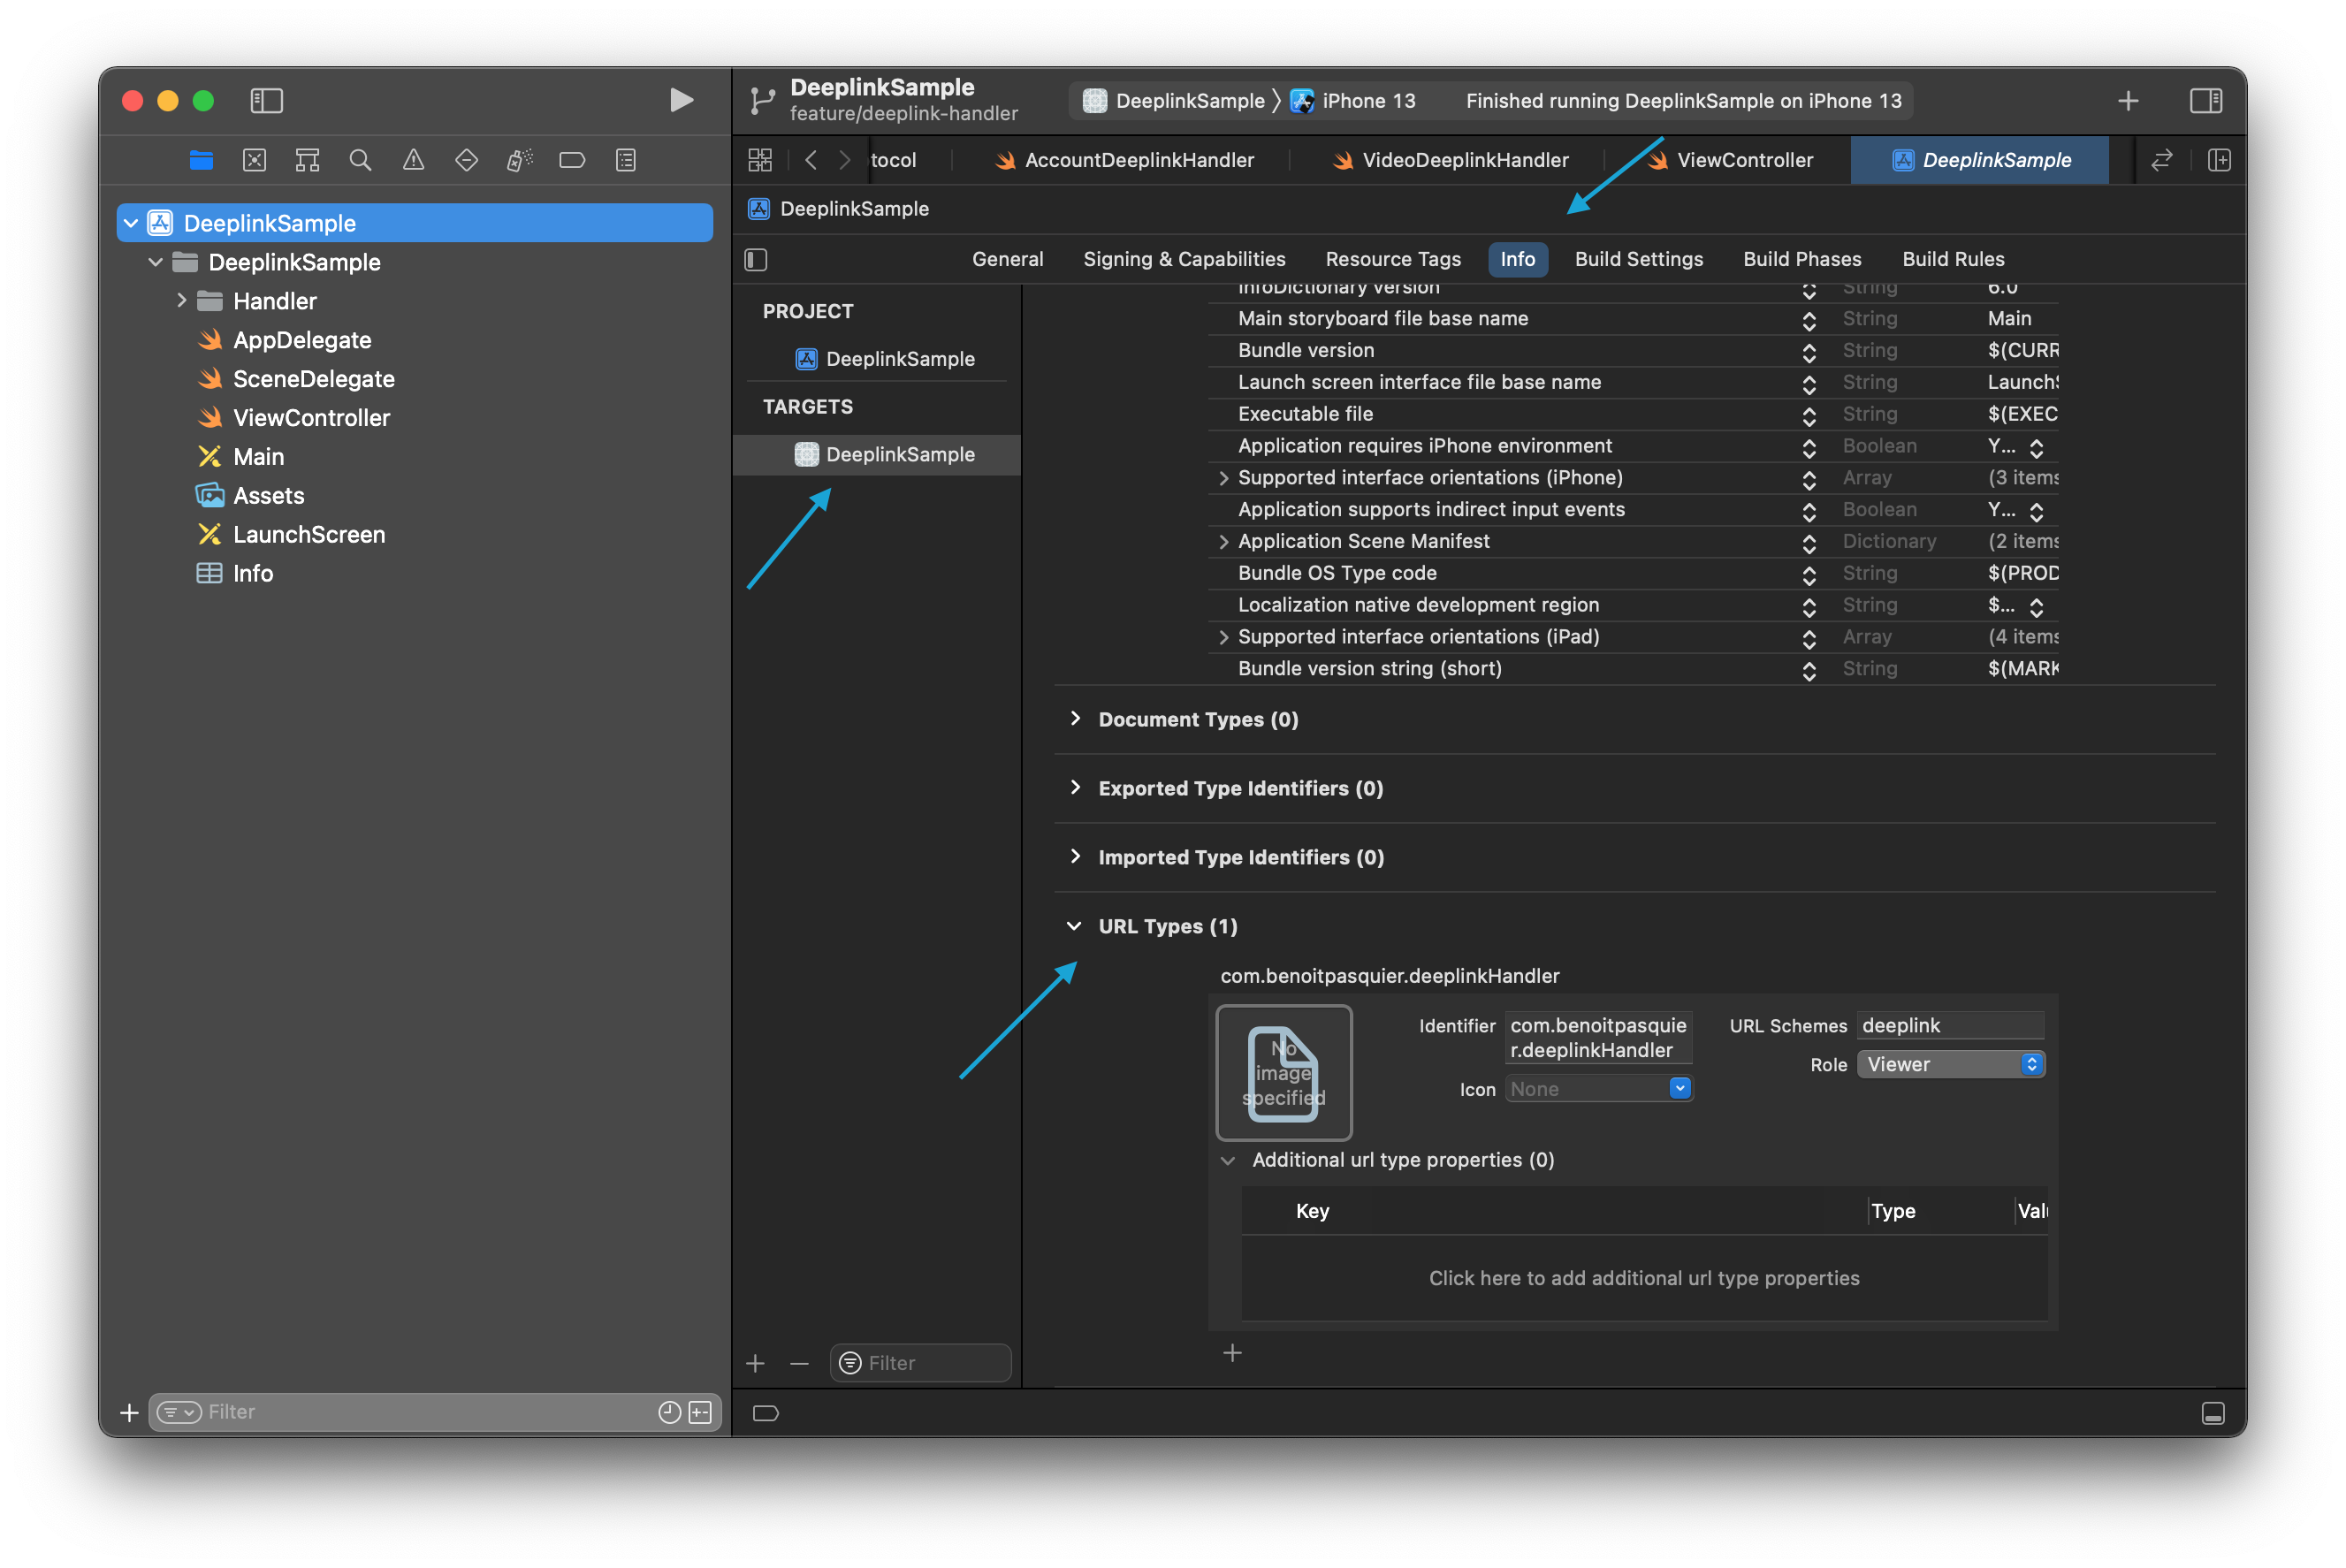 DeeplinkSample
feature/deeplink-handler
DeeplinkSample
iPhone 13
Finished running DeeplinkSample on iPhone 13
tocol
AccountDeeplinkHandler
VideoDeeplinkHandler
ViewController
DeeplinkSample
DeeplinkSample
DeeplinkSample
DeeplinkSample
Handler
AppDelegate
SceneDelegate
ViewController
Main
Assets
LaunchScreen
Info
General
Signing & Capabilities
Resource Tags
Info
Build Settings
Build Phases
Build Rules
PROJECT
DeeplinkSample
TARGETS
DeeplinkSample
InfoDictionary version String 6.0
Main storyboard file base name String Main
Bundle version String $(CURR
Launch screen interface file base name String LaunchS
Executable file String $(EXEC
Application requires iPhone environment Boolean Y...
Supported interface orientations (iPhone) Array (3 items
Application supports indirect input events Boolean Y...
Application Scene Manifest Dictionary (2 items
Bundle OS Type code String $(PROD
Localization native development region String $...
Supported interface orientations (iPad) Array (4 items
Bundle version string (short) String $(MARK
Document Types (0)
Exported Type Identifiers (0)
Imported Type Identifiers (0)
URL Types (1)
com.benoitpasquier.deeplinkHandler
No
image
specified
Identifier
com.benoitpasquie
r.deeplinkHandler
Icon
None
URL Schemes
deeplink
Role
Viewer
Additional url type properties (0)
Key Type Valu
Click here to add additional url type properties
Filter
Filter